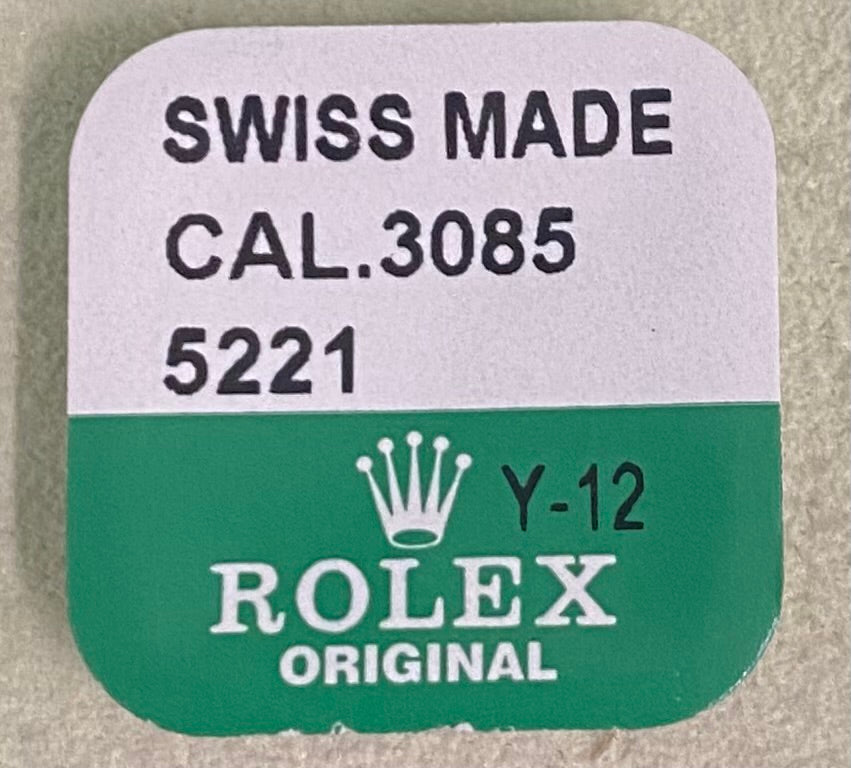 SWISS MADE
CAL.3085
5221
Y-12
ROLEX
ORIGINAL